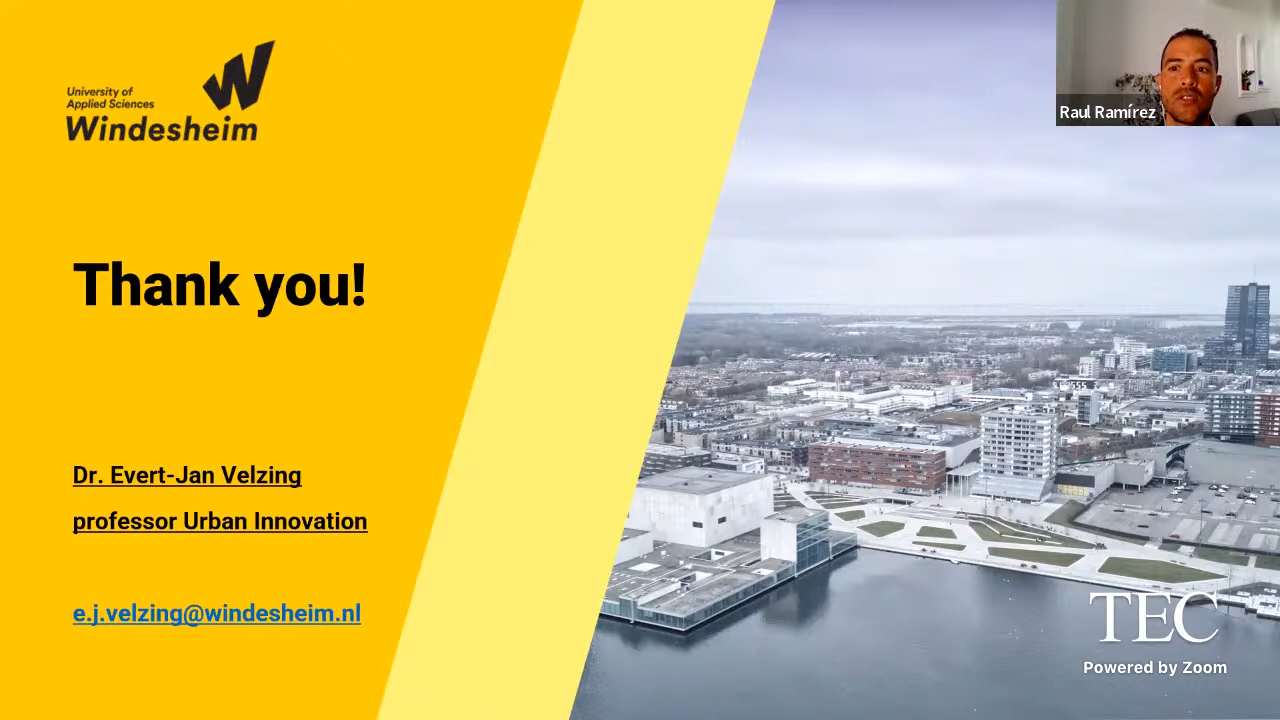 University of
Applied Sciences
Windesheim
Raul Ramírez
Thank you!
Dr. Evert-Jan Velzing
professor Urban Innovation
e.j.velzing@windesheim.nl
TEC
Powered by Zoom